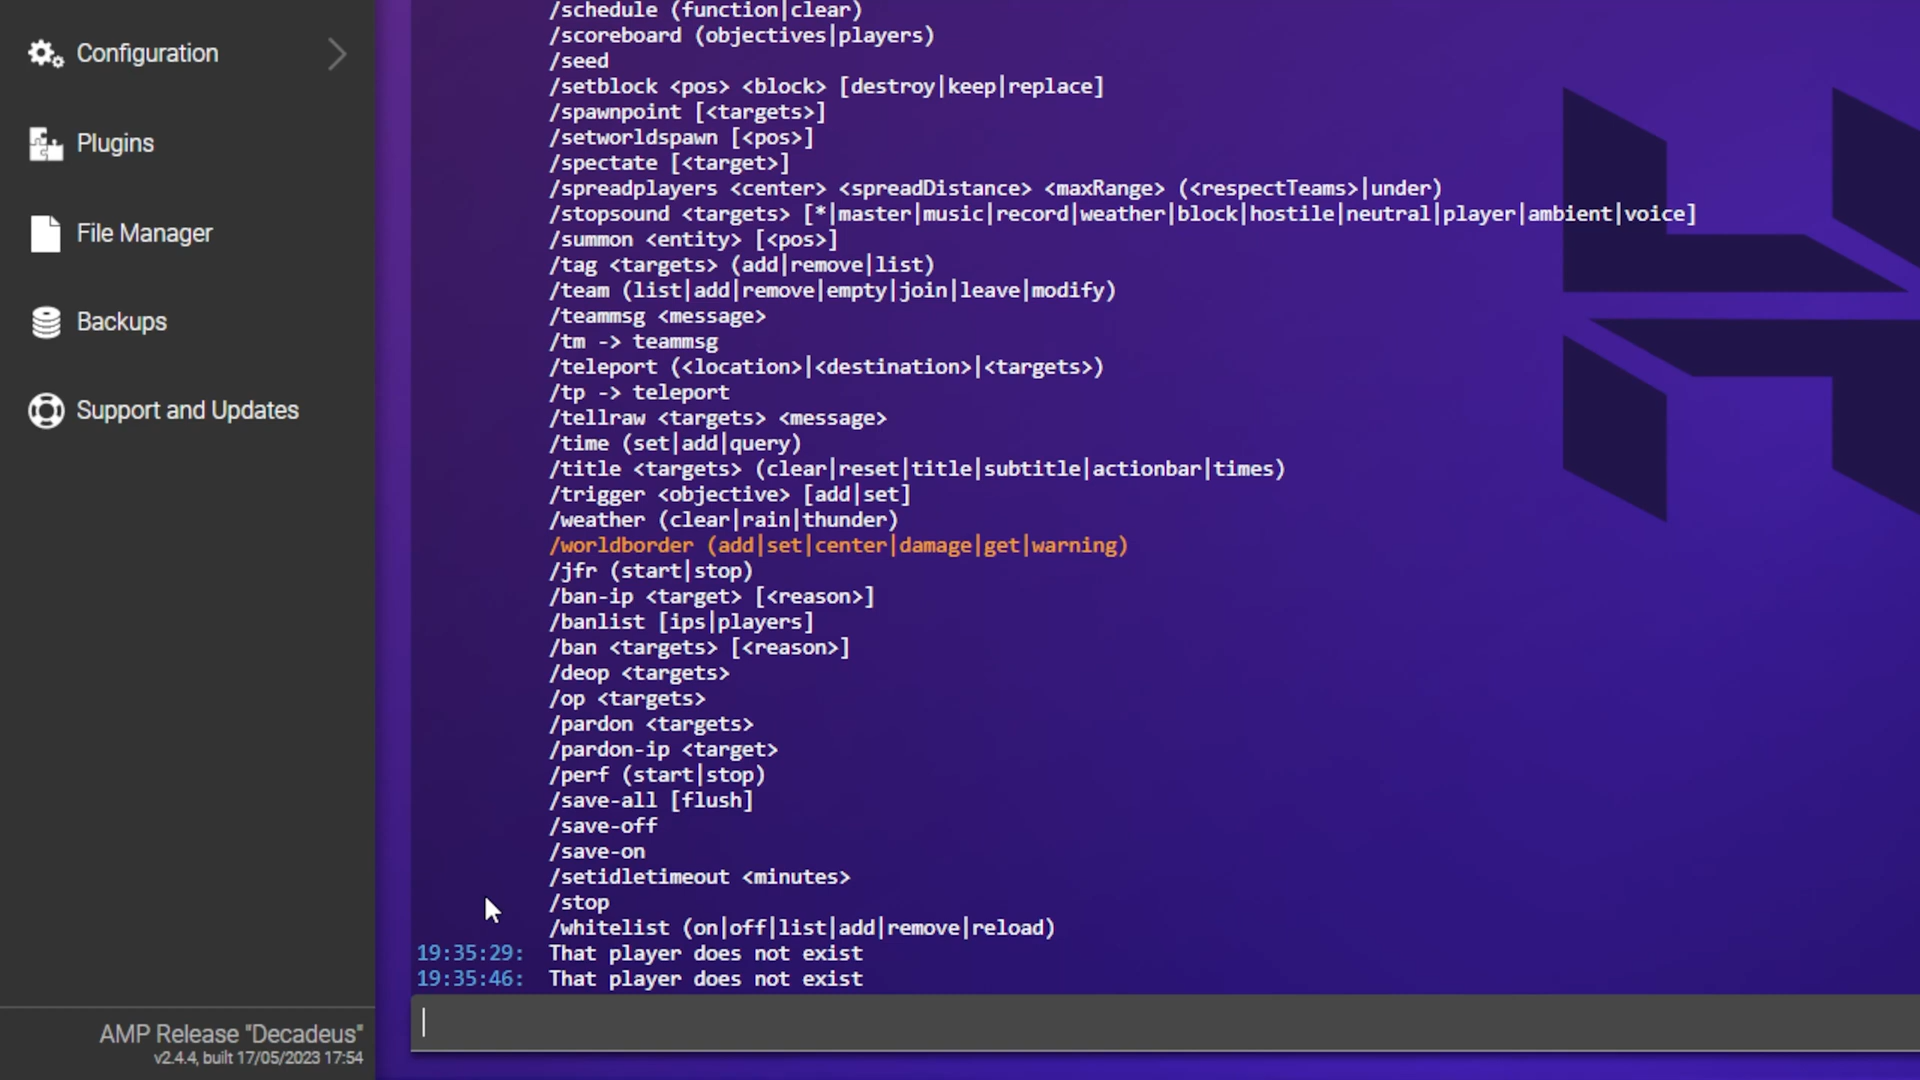 Configuration
Plugins
File Manager
Backups
Support and Updates
AMP Release "Decadeus"
v2.4.4, built 17/05/2023 17:54
/schedule (function|clear)
/scoreboard (objectives|players)
/seed
/setblock <pos> <block> [destroy|keep|replace]
/spawnpoint [<targets>]
/setworldspawn [<pos>]
/spectate [<target>]
/spreadplayers <center> <spreadDistance> <maxRange> (<respectTeams>|under)
/stopsound <targets> [*|master|music|record|weather|block|hostile|neutral|player|ambient|voice]
/summon <entity> [<pos>]
/tag <targets> (add|remove|list)
/team (list|add|remove|empty|join|leave|modify)
/teammsg <message>
/tm -> teammsg
/teleport (<location>|<destination>|<targets>)
/tp -> teleport
/tellraw <targets> <message>
/time (set|add|query)
/title <targets> (clear|reset|title|subtitle|actionbar|times)
/trigger <objective> [add|set]
/weather (clear|rain|thunder)
/worldborder (add|set|center|damage|get|warning)
/jfr (start|stop)
/ban-ip <target> [<reason>]
/banlist [ips|players]
/ban <targets> [<reason>]
/deop <targets>
/op <targets>
/pardon <targets>
/pardon-ip <target>
/perf (start|stop)
/save-all [flush]
/save-off
/save-on
/setidletimeout <minutes>
/stop
/whitelist (on|off|list|add|remove|reload)
19:35:29: That player does not exist
19:35:46: That player does not exist